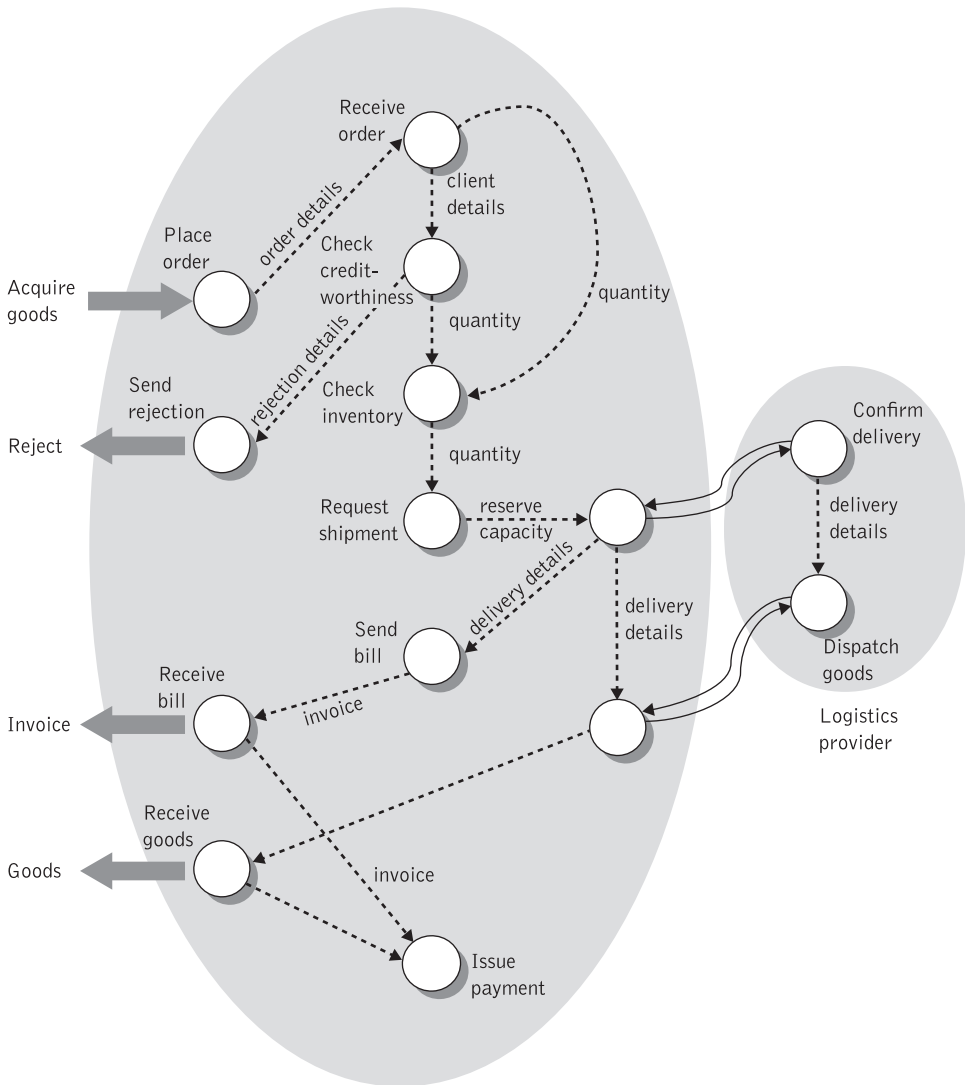 Receive
order
client
details
order details
Place
order
Check
credit-
worthiness
Acquire
goods
quantity
quantity
rejection details
Send
rejection
Check
inventory
Reject
Confirm
delivery
quantity
Request
shipment
reserve
capacity
delivery
details
delivery details
delivery
details
Send
bill
Dispatch
goods
Receive
bill
invoice
Invoice
Logistics
provider
Receive
goods
Goods
invoice
Issue
payment